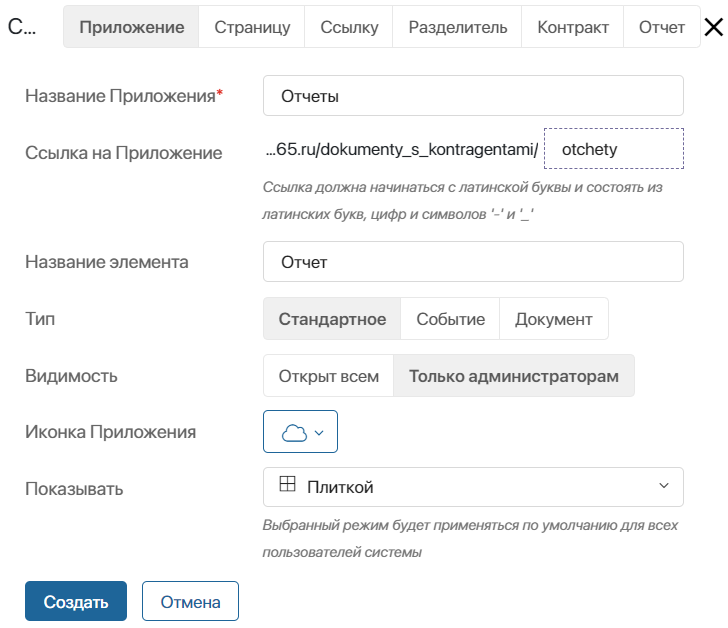 С...
Приложение Страницу Ссылку Разделитель Контракт Отчет
Название Приложения* Отчеты
Ссылка на Приложение ...65.ru/dokumenty_s_kontragentami/ otchety
Ссылка должна начинаться с латинской буквы и состоять из
латинских букв, цифр и символов '-' и '_'
Название элемента Отчет
Тип Стандартное Событие Документ
Видимость Открыт всем Только администраторам
Иконка Приложения
Показывать Плиткой
Выбранный режим будет применяться по умолчанию для всех
пользователей системы
Создать Отмена